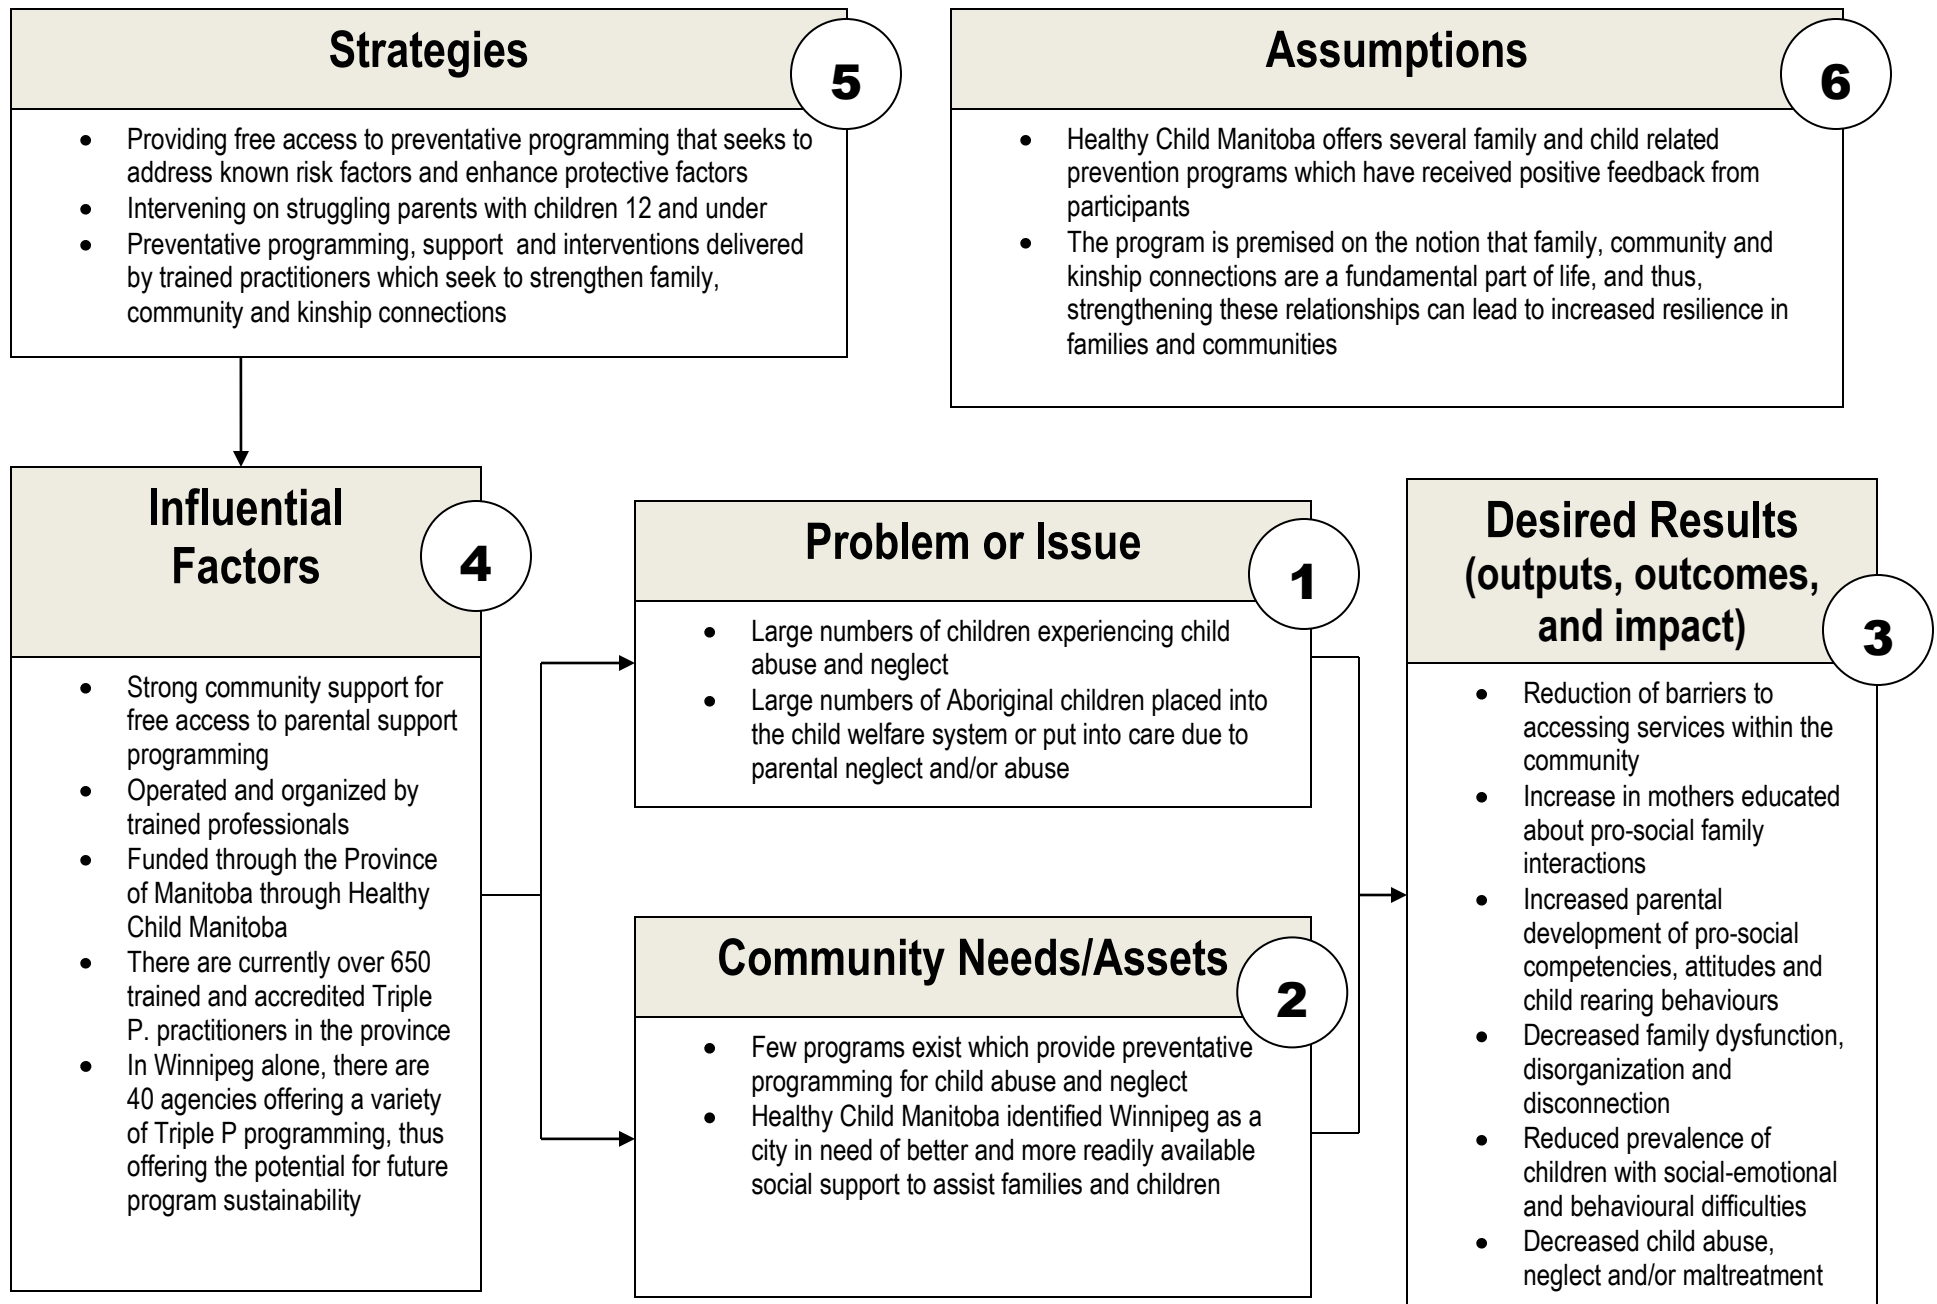 Strategies
5
• Providing free access to preventative programming that seeks to
address known risk factors and enhance protective factors
• Intervening on struggling parents with children 12 and under
• Preventative programming, support  and interventions delivered
by trained practitioners which seek to strengthen family,
community and kinship connections
Assumptions
6
• Healthy Child Manitoba offers several family and child related
prevention programs which have received positive feedback from
participants
• The program is premised on the notion that family, community and
kinship connections are a fundamental part of life, and thus,
strengthening these relationships can lead to increased resilience in
families and communities
Influential
Factors
4
• Strong community support for
free access to parental support
programming
• Operated and organized by
trained professionals
• Funded through the Province
of Manitoba through Healthy
Child Manitoba
• There are currently over 650
trained and accredited Triple
P. practitioners in the province
• In Winnipeg alone, there are
40 agencies offering a variety
of Triple P programming, thus
offering the potential for future
program sustainability
Problem or Issue
1
• Large numbers of children experiencing child
abuse and neglect
• Large numbers of Aboriginal children placed into
the child welfare system or put into care due to
parental neglect and/or abuse
Community Needs/Assets
2
• Few programs exist which provide preventative
programming for child abuse and neglect
• Healthy Child Manitoba identified Winnipeg as a
city in need of better and more readily available
social support to assist families and children
Desired Results
(outputs, outcomes,
and impact)
3
• Reduction of barriers to
accessing services within the
community
• Increase in mothers educated
about pro-social family
interactions
• Increased parental
development of pro-social
competencies, attitudes and
child rearing behaviours
• Decreased family dysfunction,
disorganization and
disconnection
• Reduced prevalence of
children with social-emotional
and behavioural difficulties
• Decreased child abuse,
neglect and/or maltreatment